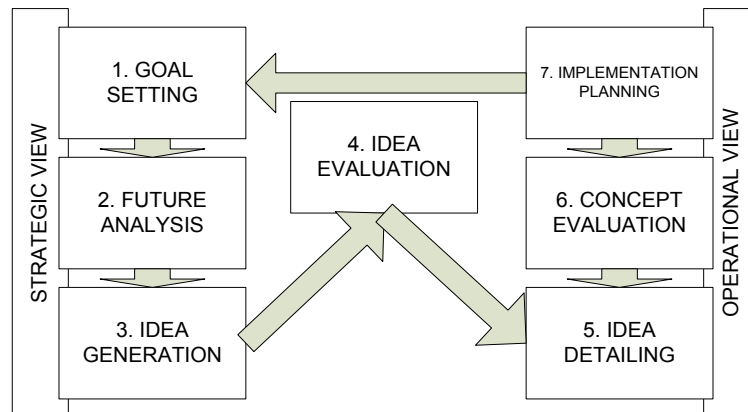 STRATEGIC VIEW
1. GOAL
SETTING
2. FUTURE
ANALYSIS
3. IDEA
GENERATION
4. IDEA
EVALUATION
7. IMPLEMENTATION
PLANNING
6. CONCEPT
EVALUATION
5. IDEA
DETAILING
OPERATIONAL VIEW